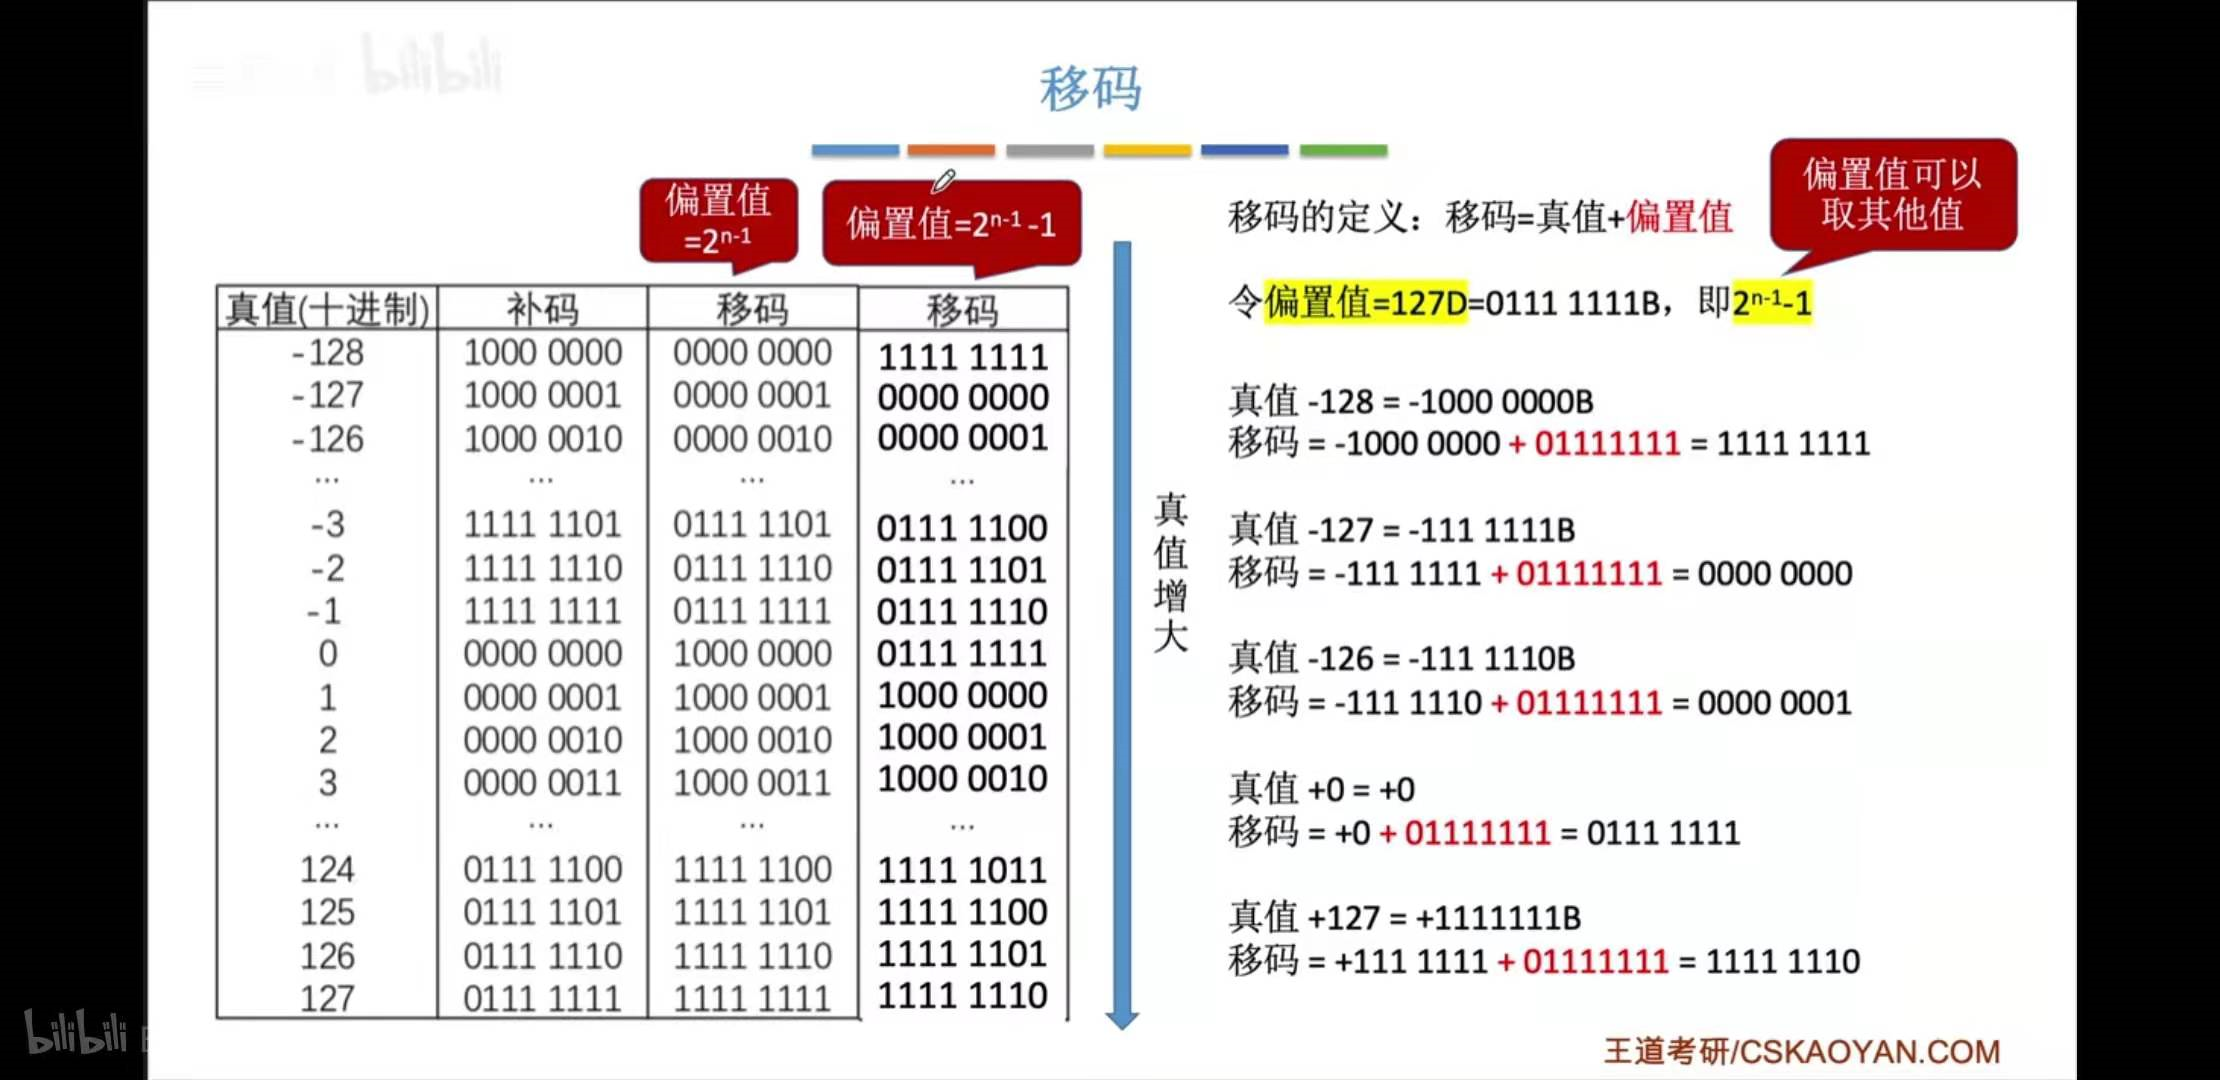 bilibili
移码
偏置值
=2ⁿ⁻¹
偏置值=2ⁿ⁻¹ -1
真值(十进制) 补码 移码 移码
-128 1000 0000 0000 0000 1111 1111
-127 1000 0001 0000 0001 0000 0000
-126 1000 0010 0000 0010 0000 0001
... ... ... ...
-3 1111 1101 0111 1101 0111 1100
-2 1111 1110 0111 1110 0111 1101
-1 1111 1111 0111 1111 0111 1110
0 0000 0000 1000 0000 0111 1111
1 0000 0001 1000 0001 1000 0000
2 0000 0010 1000 0010 1000 0001
3 0000 0011 1000 0011 1000 0010
... ... ... ...
124 0111 1100 1111 1100 1111 1011
125 0111 1101 1111 1101 1111 1100
126 0111 1110 1111 1110 1111 1101
127 0111 1111 1111 1111 1111 1110
真值增大
偏置值可以
取其他值
移码的定义：移码=真值+偏置值
令偏置值=127D=0111 1111B，即2ⁿ⁻¹-1
真值 -128 = -1000 0000B
移码 = -1000 0000 + 01111111 = 1111 1111
真值 -127 = -111 1111B
移码 = -111 1111 + 01111111 = 0000 0000
真值 -126 = -111 1110B
移码 = -111 1110 + 01111111 = 0000 0001
真值 +0 = +0
移码 = +0 + 01111111 = 0111 1111
真值 +127 = +1111111B
移码 = +111 1111 + 01111111 = 1111 1110
bilibili
王道考研/CSKAOYAN.COM